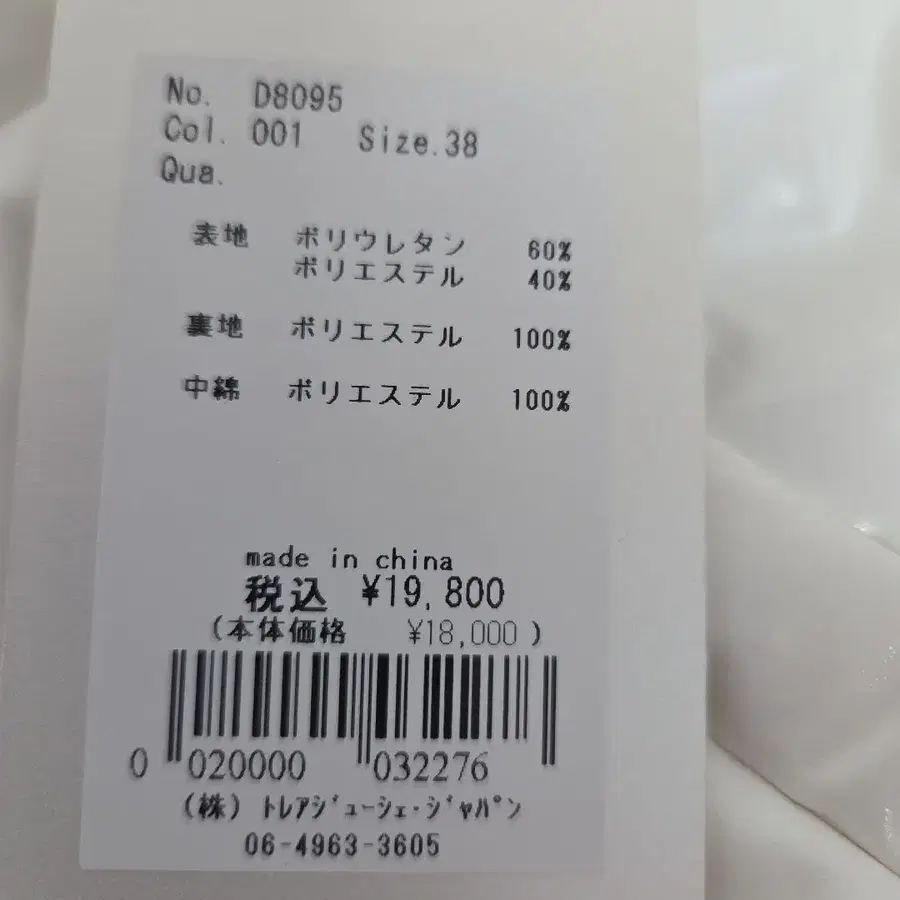 No. D8095
Col. 001 Size.38
Qua.
表地 ポリウレタン 60%
ポリエステル 40%
裏地 ポリエステル 100%
中綿 ポリエステル 100%
made in china
税込 ¥19,800
(本体価格 ¥18,000)
0 020000 032276
(株) ﾄﾚｱｼﾞｭｰｼｪ･ｼﾞｬﾊﾟﾝ
06-4963-3605